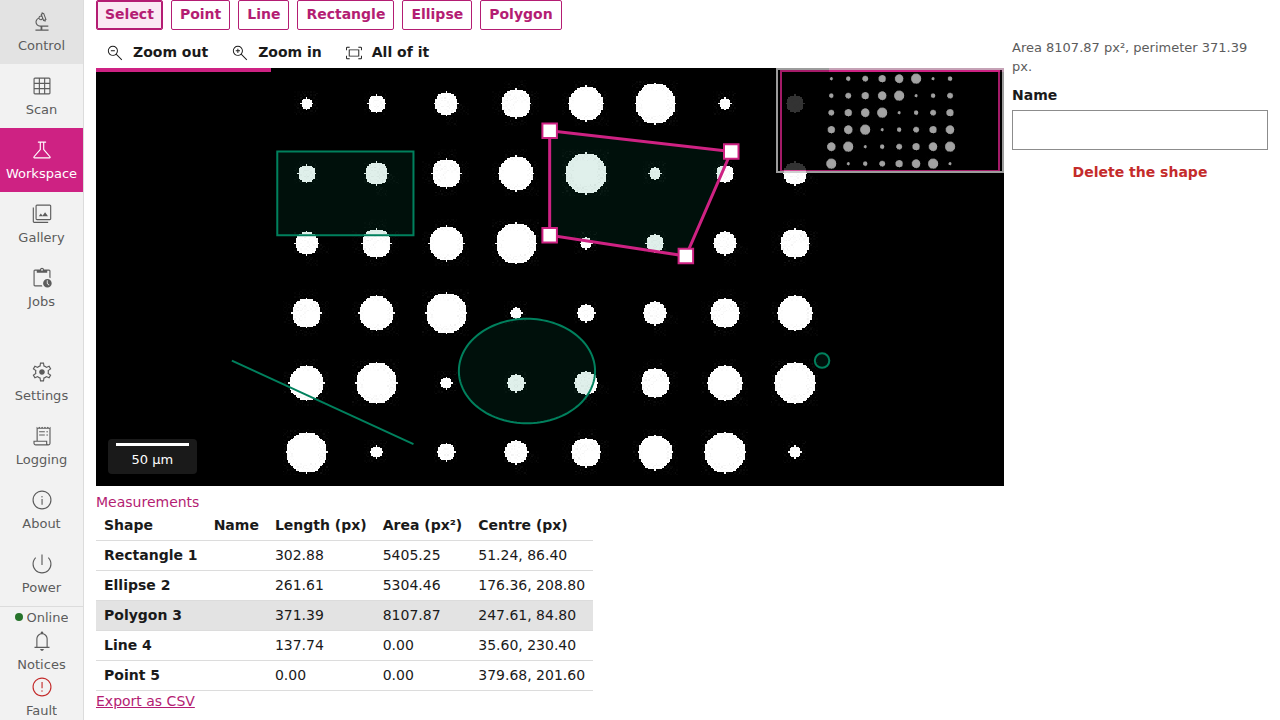 Control
Scan
Workspace
Gallery
Jobs
Settings
Logging
About
Power
Online
Notices
Fault
Select Point Line Rectangle Ellipse Polygon
Zoom out Zoom in All of it
50 µm
Measurements
Shape Name Length (px) Area (px²) Centre (px)
Rectangle 1 302.88 5405.25 51.24, 86.40
Ellipse 2 261.61 5304.46 176.36, 208.80
Polygon 3 371.39 8107.87 247.61, 84.80
Line 4 137.74 0.00 35.60, 230.40
Point 5 0.00 0.00 379.68, 201.60
Export as CSV
Area 8107.87 px², perimeter 371.39
px.
Name
Delete the shape